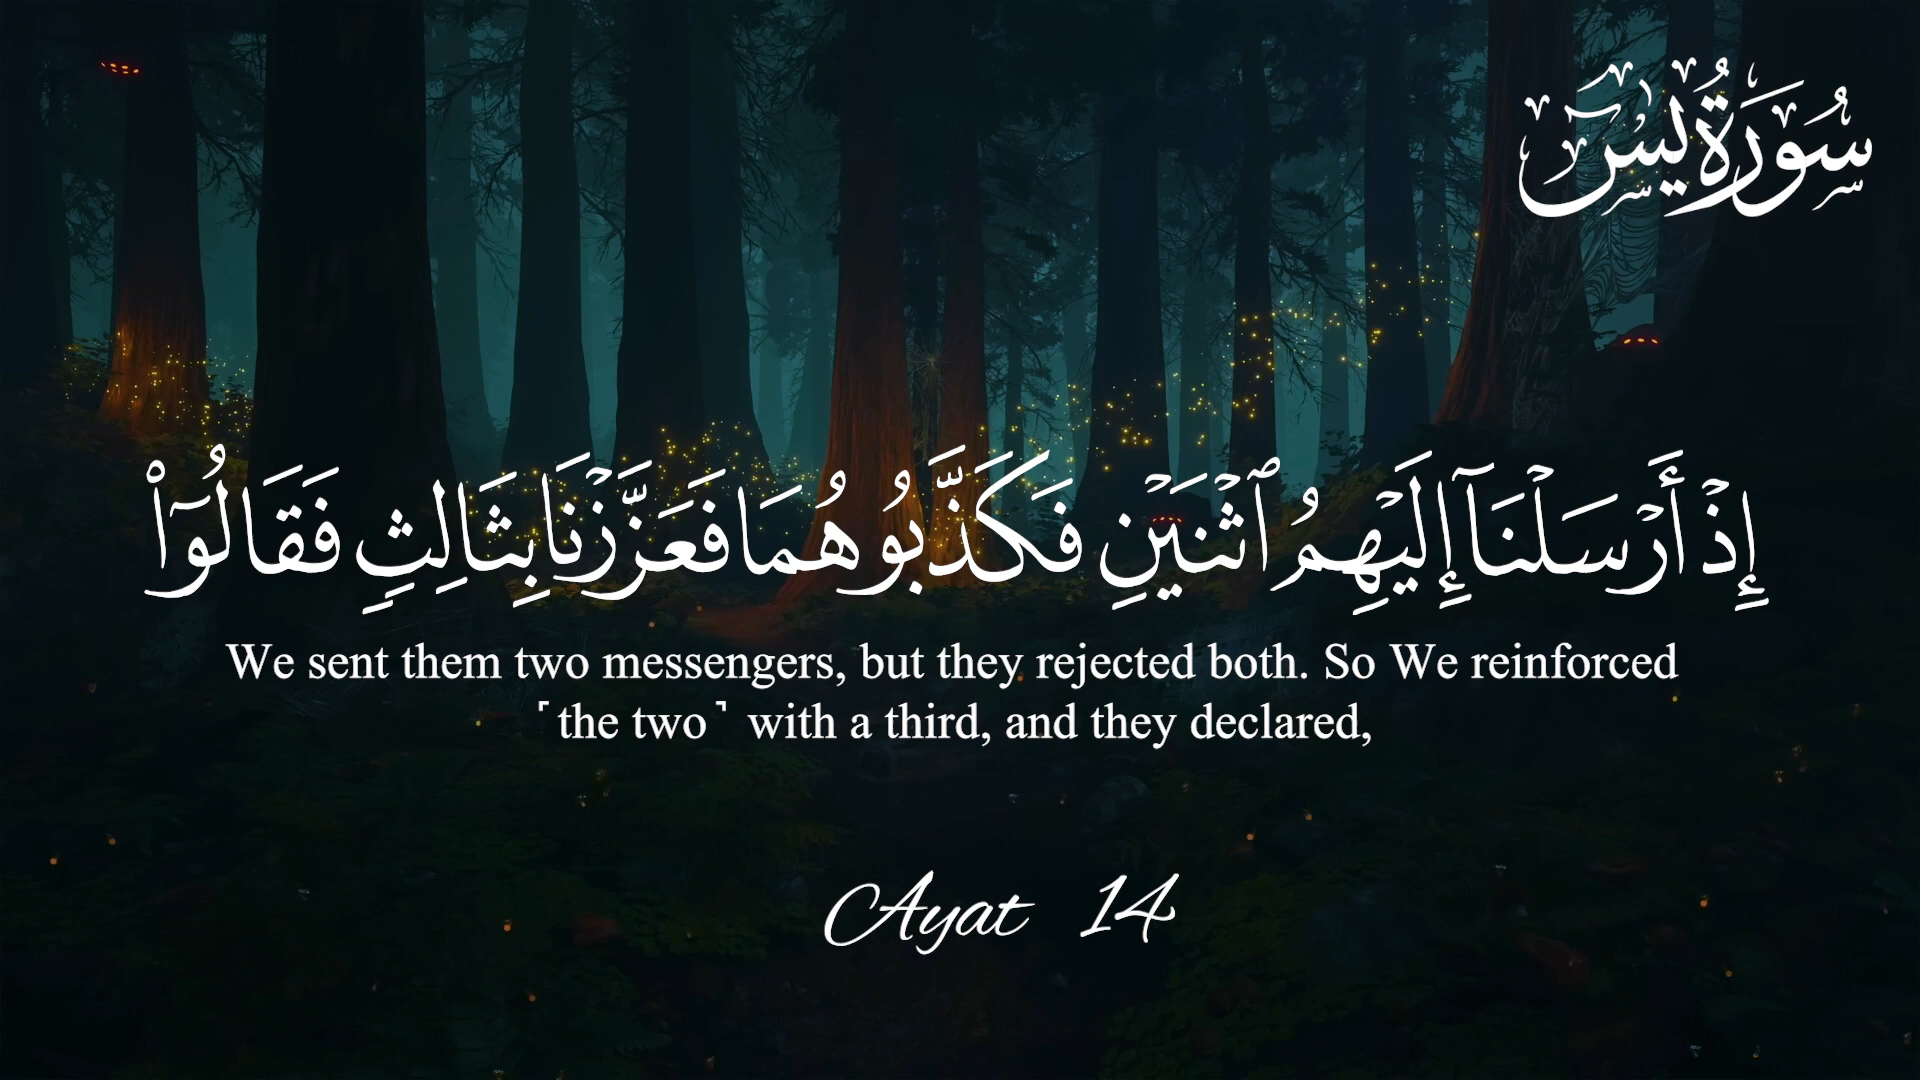 سُورَةُ يسٓ
إِذْ أَرْسَلْنَآ إِلَيْهِمُ ٱثْنَيْنِ فَكَذَّبُوهُمَا فَعَزَّزْنَا بِثَالِثٍ فَقَالُوٓا۟
We sent them two messengers, but they rejected both. So We reinforced
⸢the two⸣ with a third, and they declared,
Ayat 14